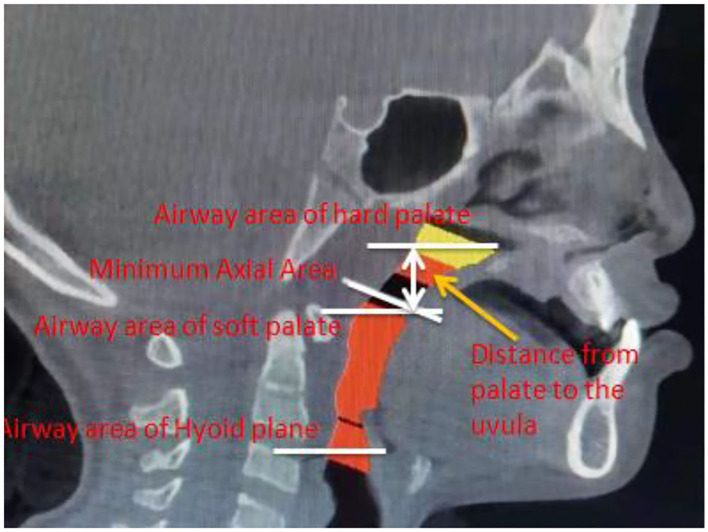 Airway area of hard palate
Minimum Axial Area
Airway area of soft palate
Distance from
palate to the
uvula
Airway area of Hyoid plane